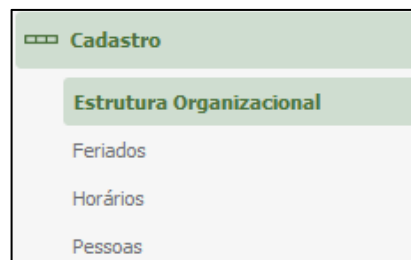 Cadastro
Estrutura Organizacional
Feriados
Horários
Pessoas